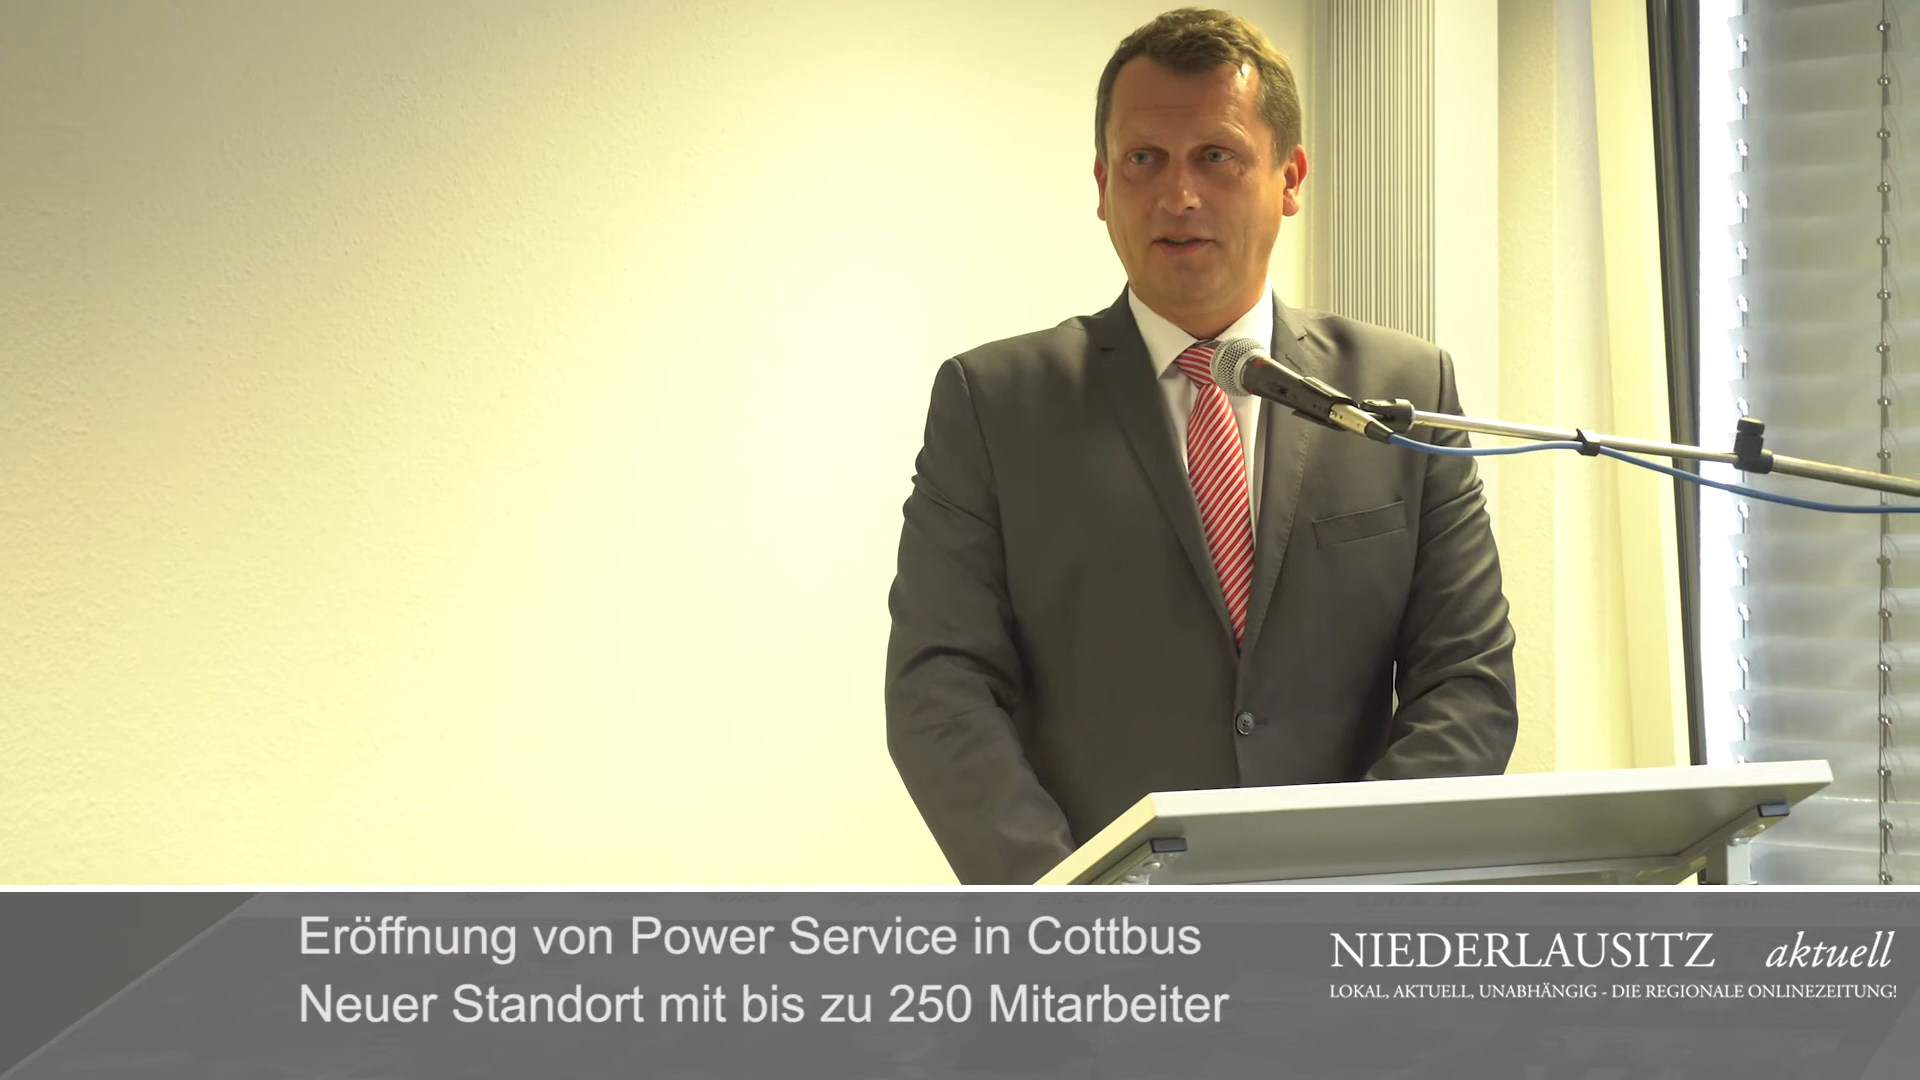 Eröffnung von Power Service in Cottbus
Neuer Standort mit bis zu 250 Mitarbeiter
NIEDERLAUSITZ aktuell
LOKAL, AKTUELL, UNABHÄNGIG - DIE REGIONALE ONLINEZEITUNG!